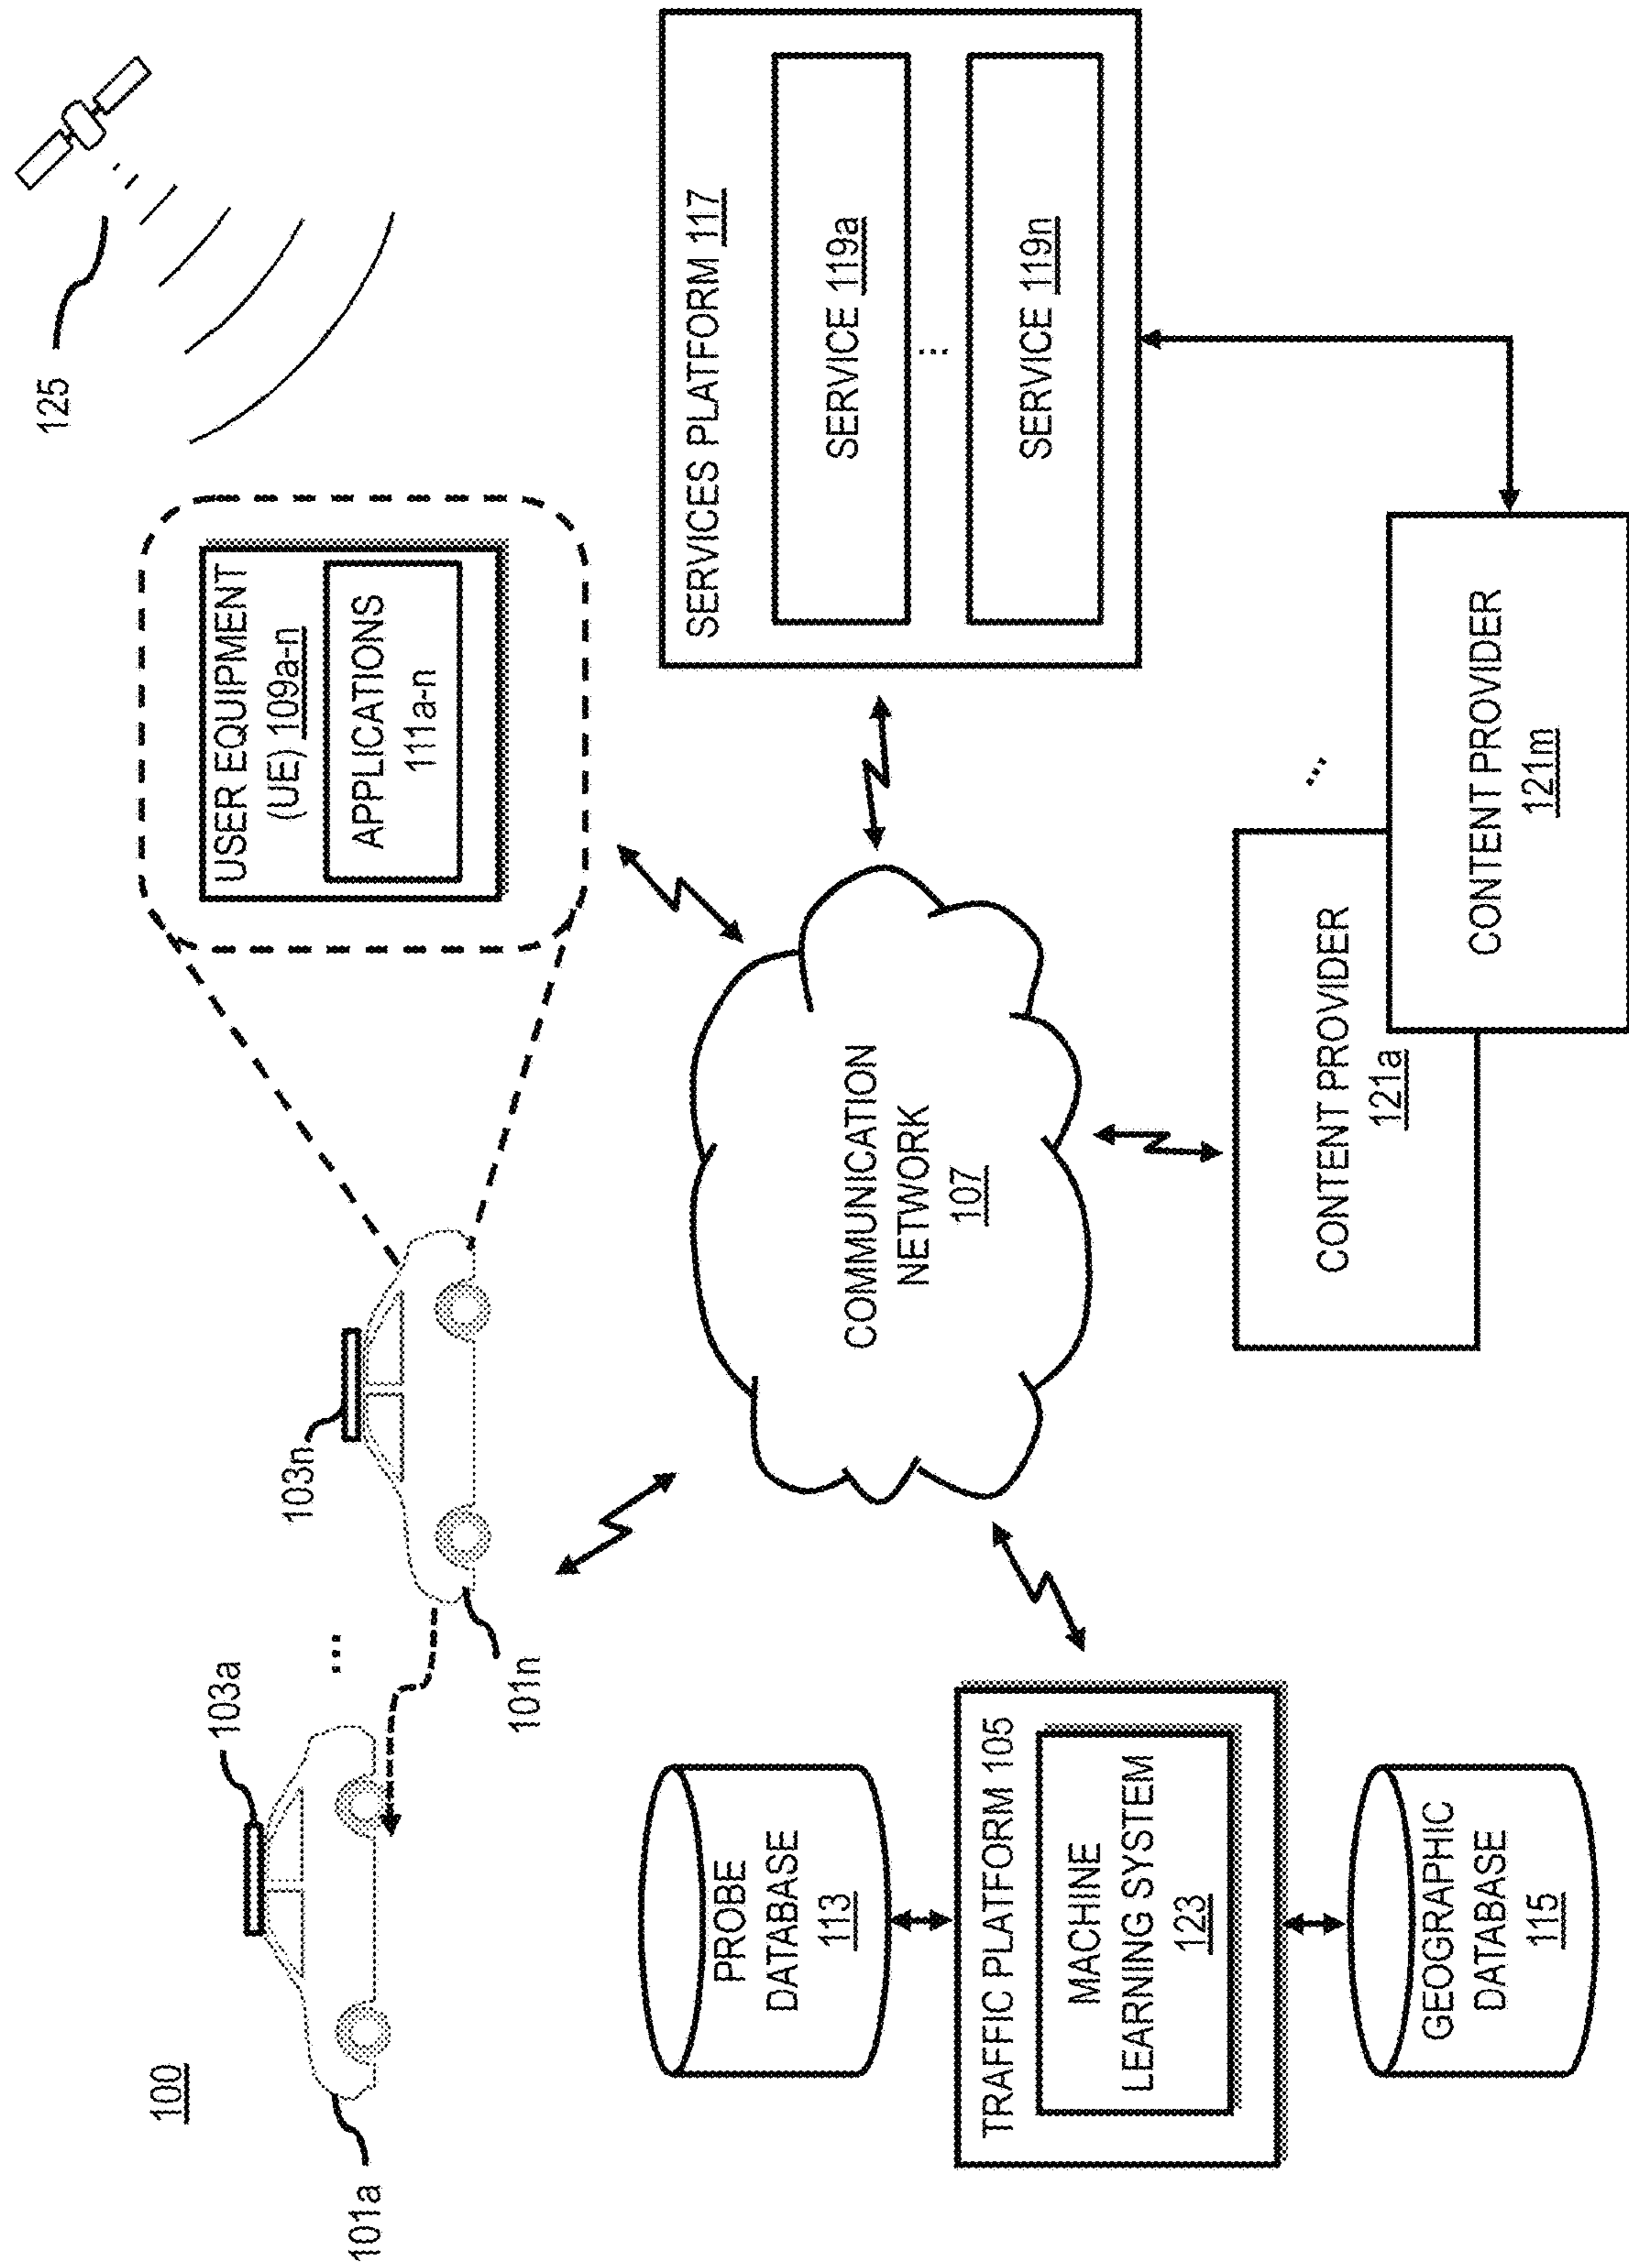 100
101a
103a
...
101n
103n
USER EQUIPMENT
(UE) 109a-n
APPLICATIONS
111a-n
125
PROBE
DATABASE
113
TRAFFIC PLATFORM 105
MACHINE
LEARNING SYSTEM
123
GEOGRAPHIC
DATABASE
115
COMMUNICATION
NETWORK
107
SERVICES PLATFORM 117
SERVICE 119a
...
SERVICE 119n
CONTENT PROVIDER
121a
...
CONTENT PROVIDER
121m